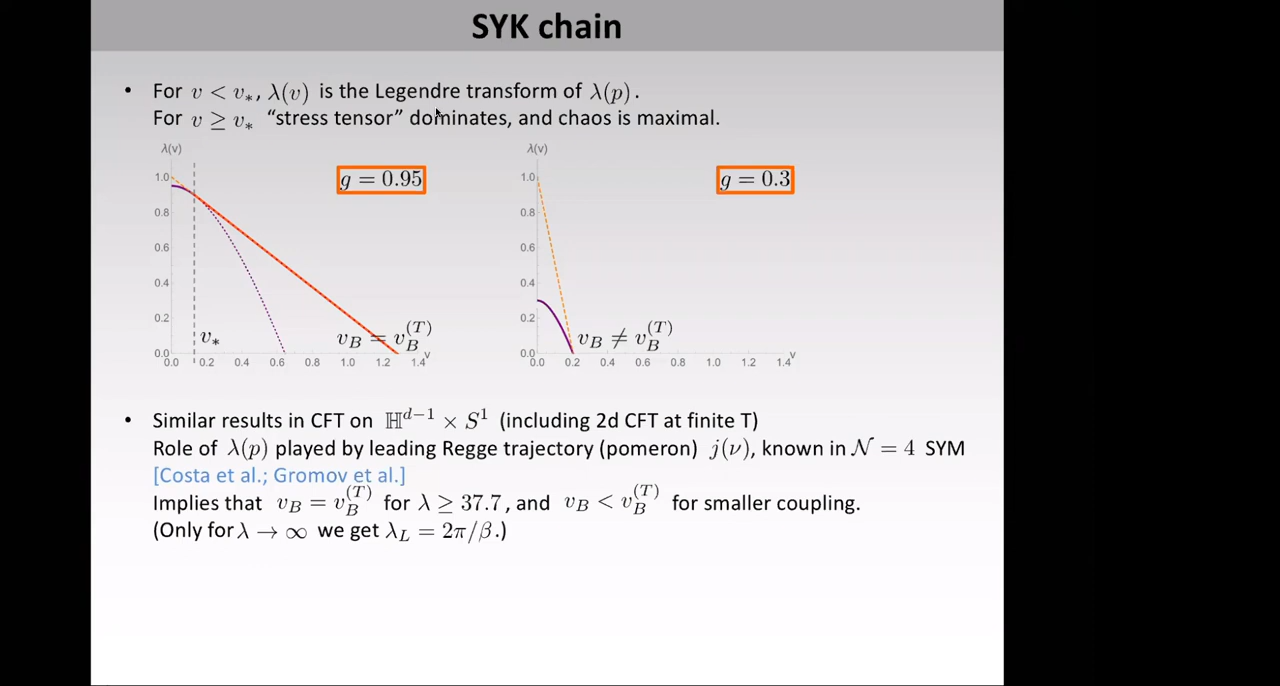 SYK chain
• For v < v_*, λ(v) is the Legendre transform of λ(p).
For v ≥ v_* “stress tensor” dominates, and chaos is maximal.
λ(v)
g = 0.95
1.0
0.8
0.6
0.4
0.2
0.0
v_*
v_B = v_B^{(T)}
0.0 0.2 0.4 0.6 0.8 1.0 1.2 1.4 v
λ(v)
g = 0.3
1.0
0.8
0.6
0.4
0.2
0.0
v_B ≠ v_B^{(T)}
0.0 0.2 0.4 0.6 0.8 1.0 1.2 1.4 v
• Similar results in CFT on ℍ^{d−1} × S^1 (including 2d CFT at finite T)
Role of λ(p) played by leading Regge trajectory (pomeron) j(ν), known in 𝒩 = 4 SYM
[Costa et al.; Gromov et al.]
Implies that v_B = v_B^{(T)} for λ ≥ 37.7, and v_B < v_B^{(T)} for smaller coupling.
(Only for λ → ∞ we get λ_L = 2π/β.)